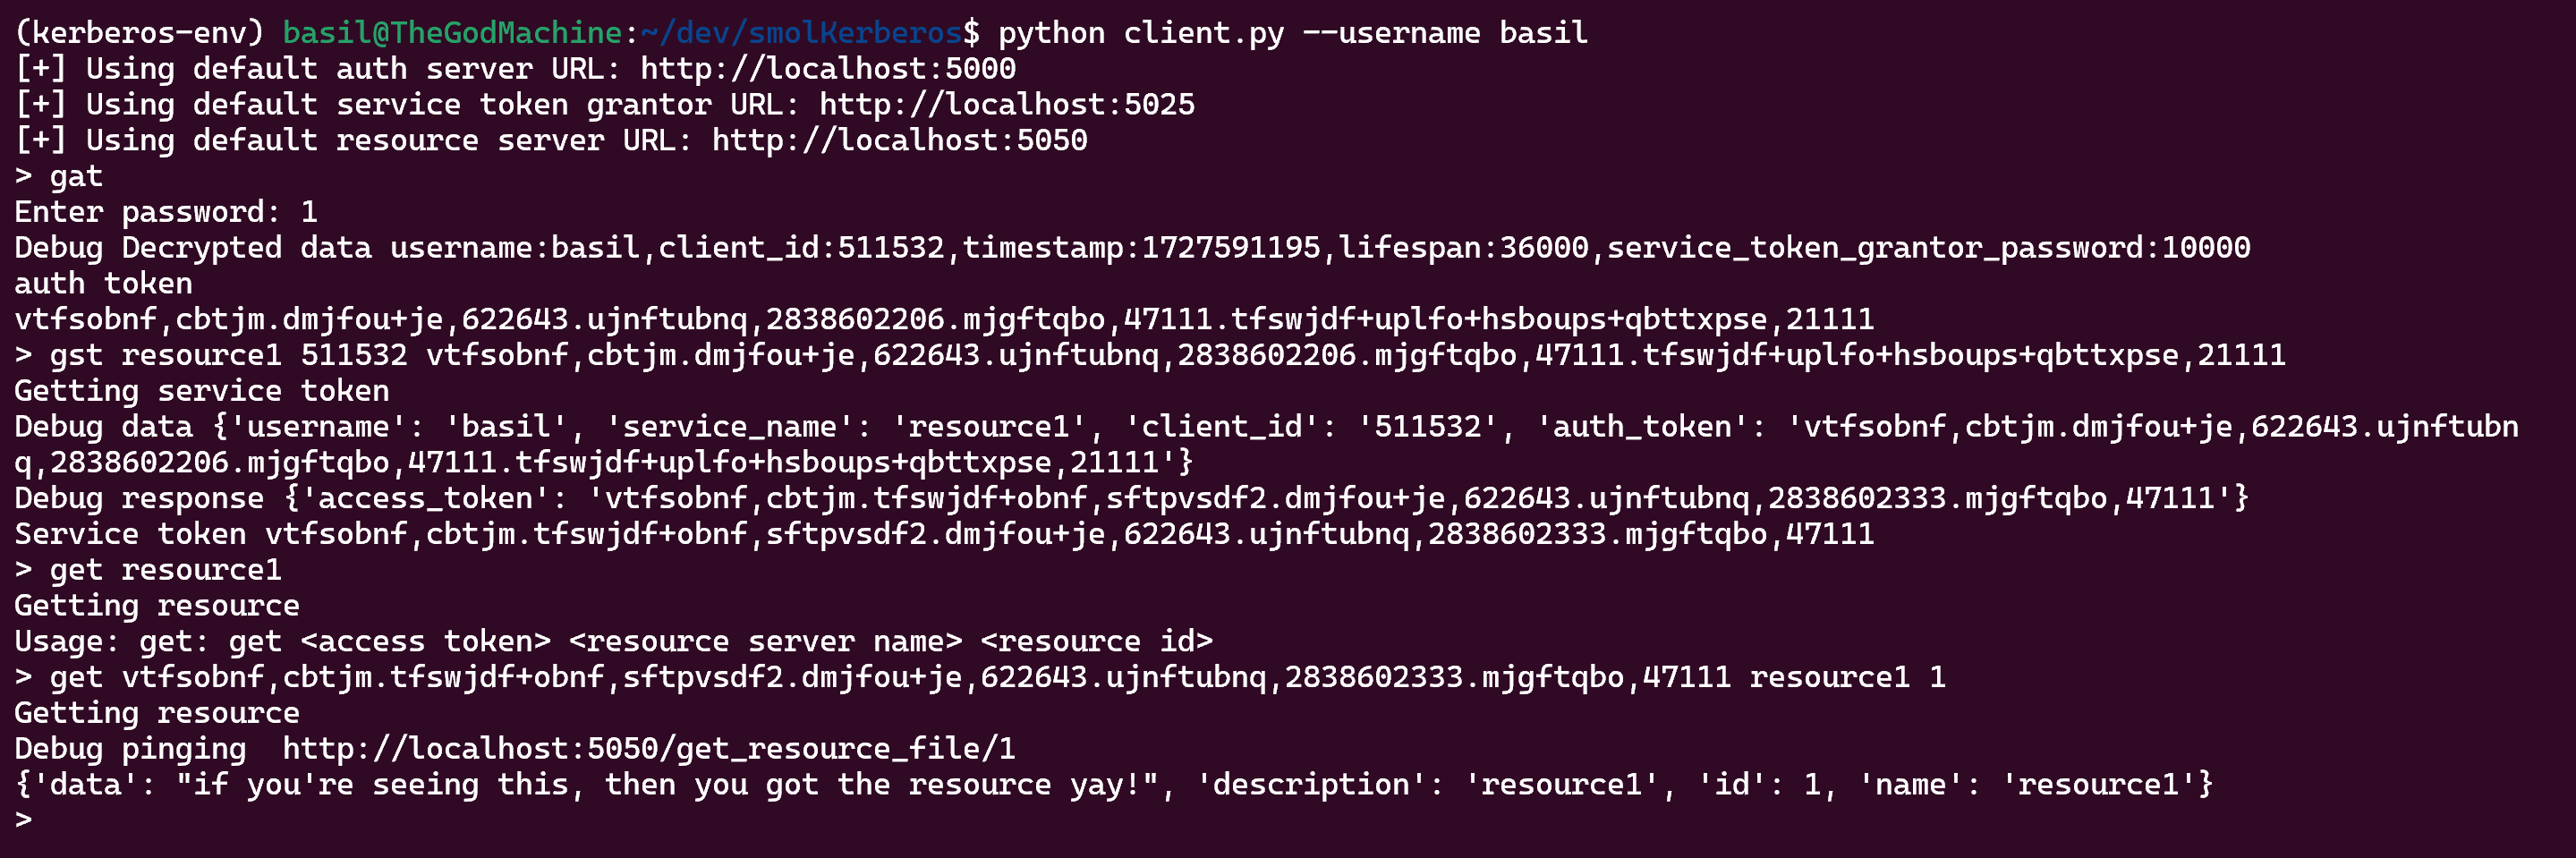 (kerberos-env) basil@TheGodMachine:~/dev/smolKerberos$ python client.py --username basil
[+] Using default auth server URL: http://localhost:5000
[+] Using default service token grantor URL: http://localhost:5025
[+] Using default resource server URL: http://localhost:5050
> gat
Enter password: 1
Debug Decrypted data username:basil,client_id:511532,timestamp:1727591195,lifespan:36000,service_token_grantor_password:10000
auth token
vtfsobnf,cbtjm.dmjfou+je,622643.ujnftubnq,2838602206.mjgftqbo,47111.tfswjdf+uplfo+hsboups+qbttxpse,21111
> gst resource1 511532 vtfsobnf,cbtjm.dmjfou+je,622643.ujnftubnq,2838602206.mjgftqbo,47111.tfswjdf+uplfo+hsboups+qbttxpse,21111
Getting service token
Debug data {'username': 'basil', 'service_name': 'resource1', 'client_id': '511532', 'auth_token': 'vtfsobnf,cbtjm.dmjfou+je,622643.ujnftubn
q,2838602206.mjgftqbo,47111.tfswjdf+uplfo+hsboups+qbttxpse,21111'}
Debug response {'access_token': 'vtfsobnf,cbtjm.tfswjdf+obnf,sftpvsdf2.dmjfou+je,622643.ujnftubnq,2838602333.mjgftqbo,47111'}
Service token vtfsobnf,cbtjm.tfswjdf+obnf,sftpvsdf2.dmjfou+je,622643.ujnftubnq,2838602333.mjgftqbo,47111
> get resource1
Getting resource
Usage: get: get <access token> <resource server name> <resource id>
> get vtfsobnf,cbtjm.tfswjdf+obnf,sftpvsdf2.dmjfou+je,622643.ujnftubnq,2838602333.mjgftqbo,47111 resource1 1
Getting resource
Debug pinging  http://localhost:5050/get_resource_file/1
{'data': "if you're seeing this, then you got the resource yay!", 'description': 'resource1', 'id': 1, 'name': 'resource1'}
>